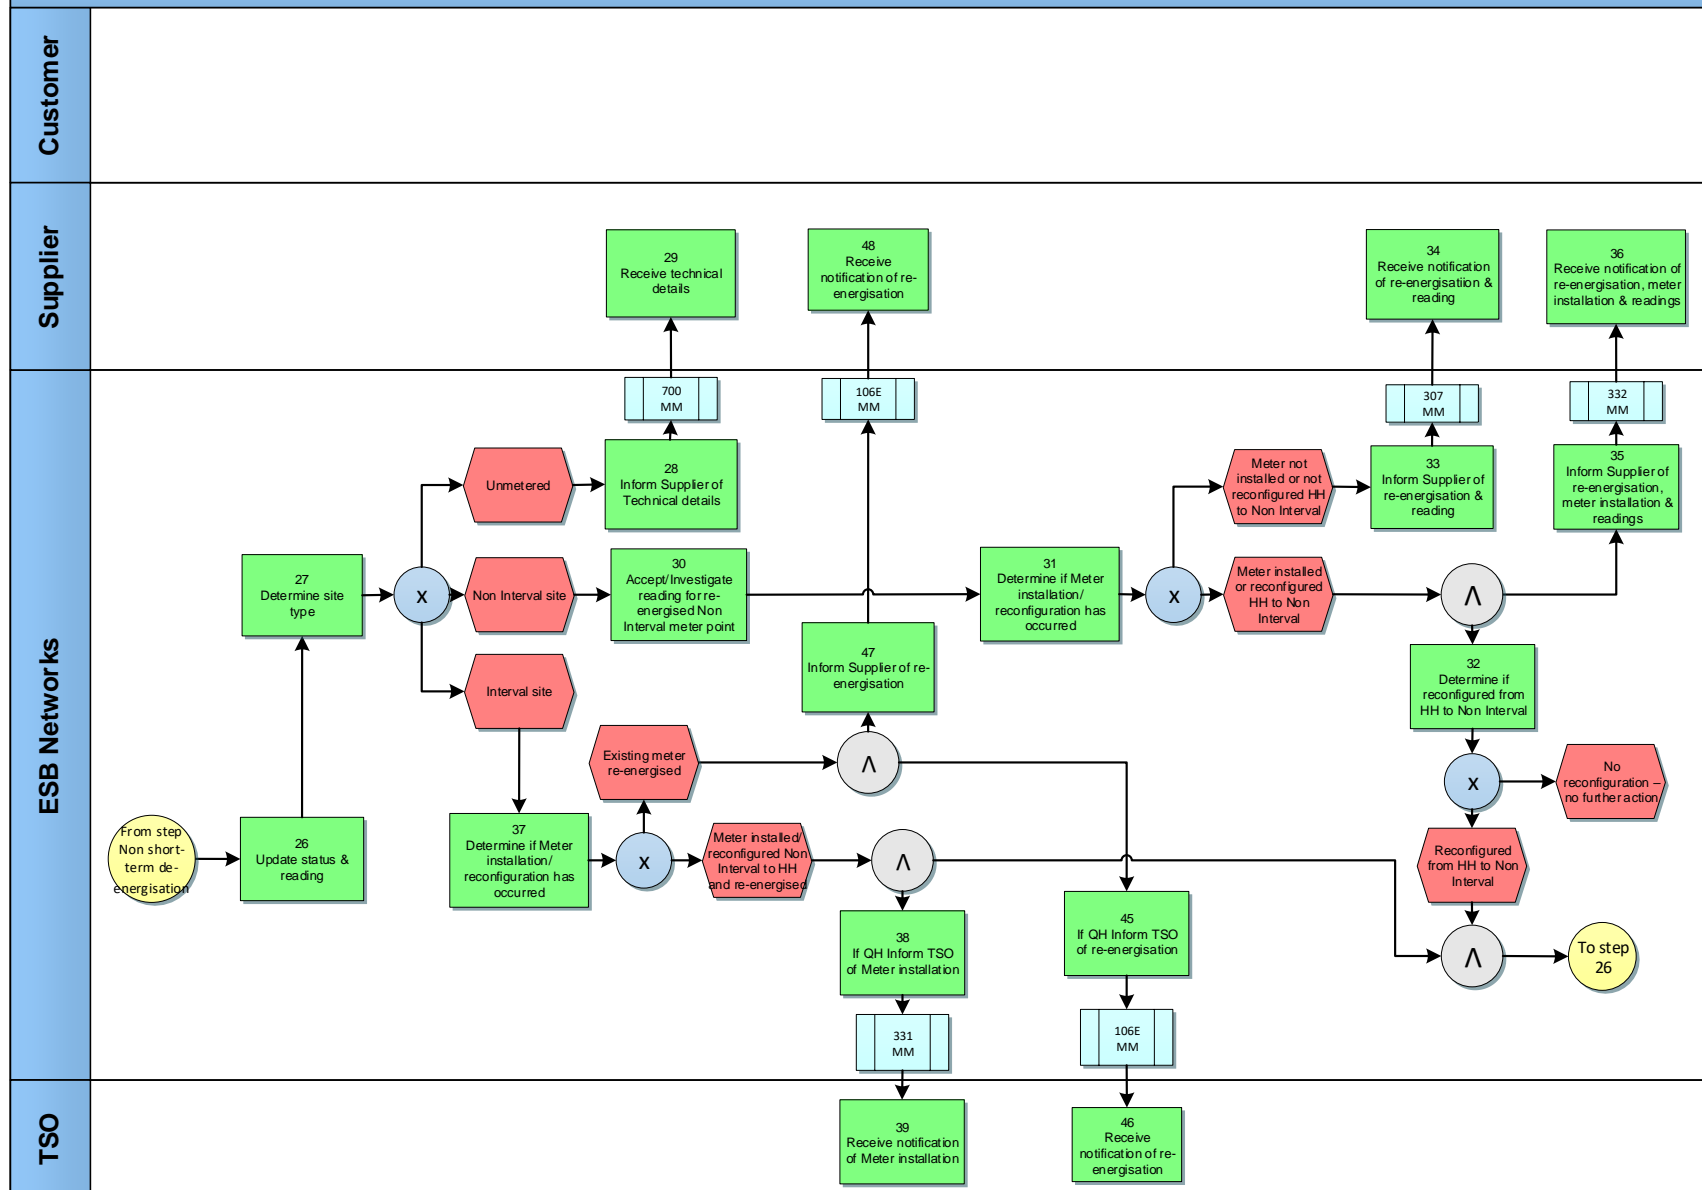 Customer
Supplier
29
Receive technical
details
48
Receive
notification of re-
energisation
34
Receive notification
of re-energisatiion &
reading
36
Receive notification of
re-energisation, meter
installation & readings
ESB Networks
700
MM
106E
MM
307
MM
332
MM
Unmetered
28
Inform Supplier of
Technical details
Meter not
installed or not
reconfigured HH
to Non Interval
33
Inform Supplier
of re-energisation &
reading
35
Inform Supplier of
re-energisation,
meter installation &
readings
27
Determine site
type
X
Non Interval site
30
Accept/Investigate
reading for re-
energised Non
Interval meter point
31
Determine if Meter
installation/
reconfiguration has
occurred
X
Meter installed
or reconfigured
HH to Non
Interval
Λ
Interval site
47
Inform Supplier of re-
energisation
32
Determine if
reconfigured from
HH to Non Interval
Existing meter
re-energised
Λ
X
No
reconfiguration –
no further action
From step
Non short-
term de-
energisation
26
Update status &
reading
37
Determine if Meter
installation/
reconfiguration has
occurred
X
Meter installed/
reconfigured Non
Interval to HH
and re-energised
Λ
Reconfigured
from HH to Non
Interval
38
If QH Inform TSO
of Meter installation
45
If QH Inform TSO
of re-energisation
Λ
To step
26
331
MM
106E
MM
TSO
39
Receive notification
of Meter installation
46
Receive
notification of re-
energisation